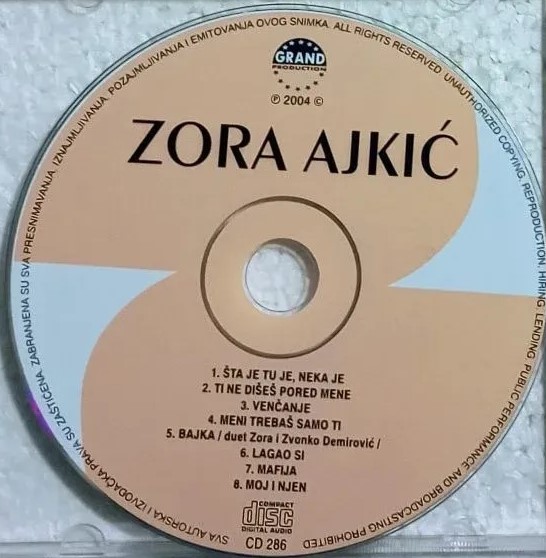 SVA AUTORSKA I IZVOĐAČKA PRAVA SU ZAŠTIĆENA. ZABRANJENA SU SVA PRESNIMAVANJA, IZNAJMLJIVANJA, POZAJMLJIVANJA I EMITOVANJA OVOG SNIMKA. ALL RIGHTS RESERVED. UNAUTHORIZED COPYING, REPRODUCTION, HIRING, LENDING, PUBLIC PERFORMANCE AND BROADCASTING PROHIBITED
GRAND
PRODUCTION
℗ 2004 ©
ZORA AJKIĆ
1. ŠTA JE TU JE, NEKA JE
2. TI NE DIŠEŠ PORED MENE
3. VENČANJE
4. MENI TREBAŠ SAMO TI
5. BAJKA / duet Zora i Zvonko Demirović /
6. LAGAO SI
7. MAFIJA
8. MOJ I NJEN
COMPACT
disc
DIGITAL AUDIO
CD 286